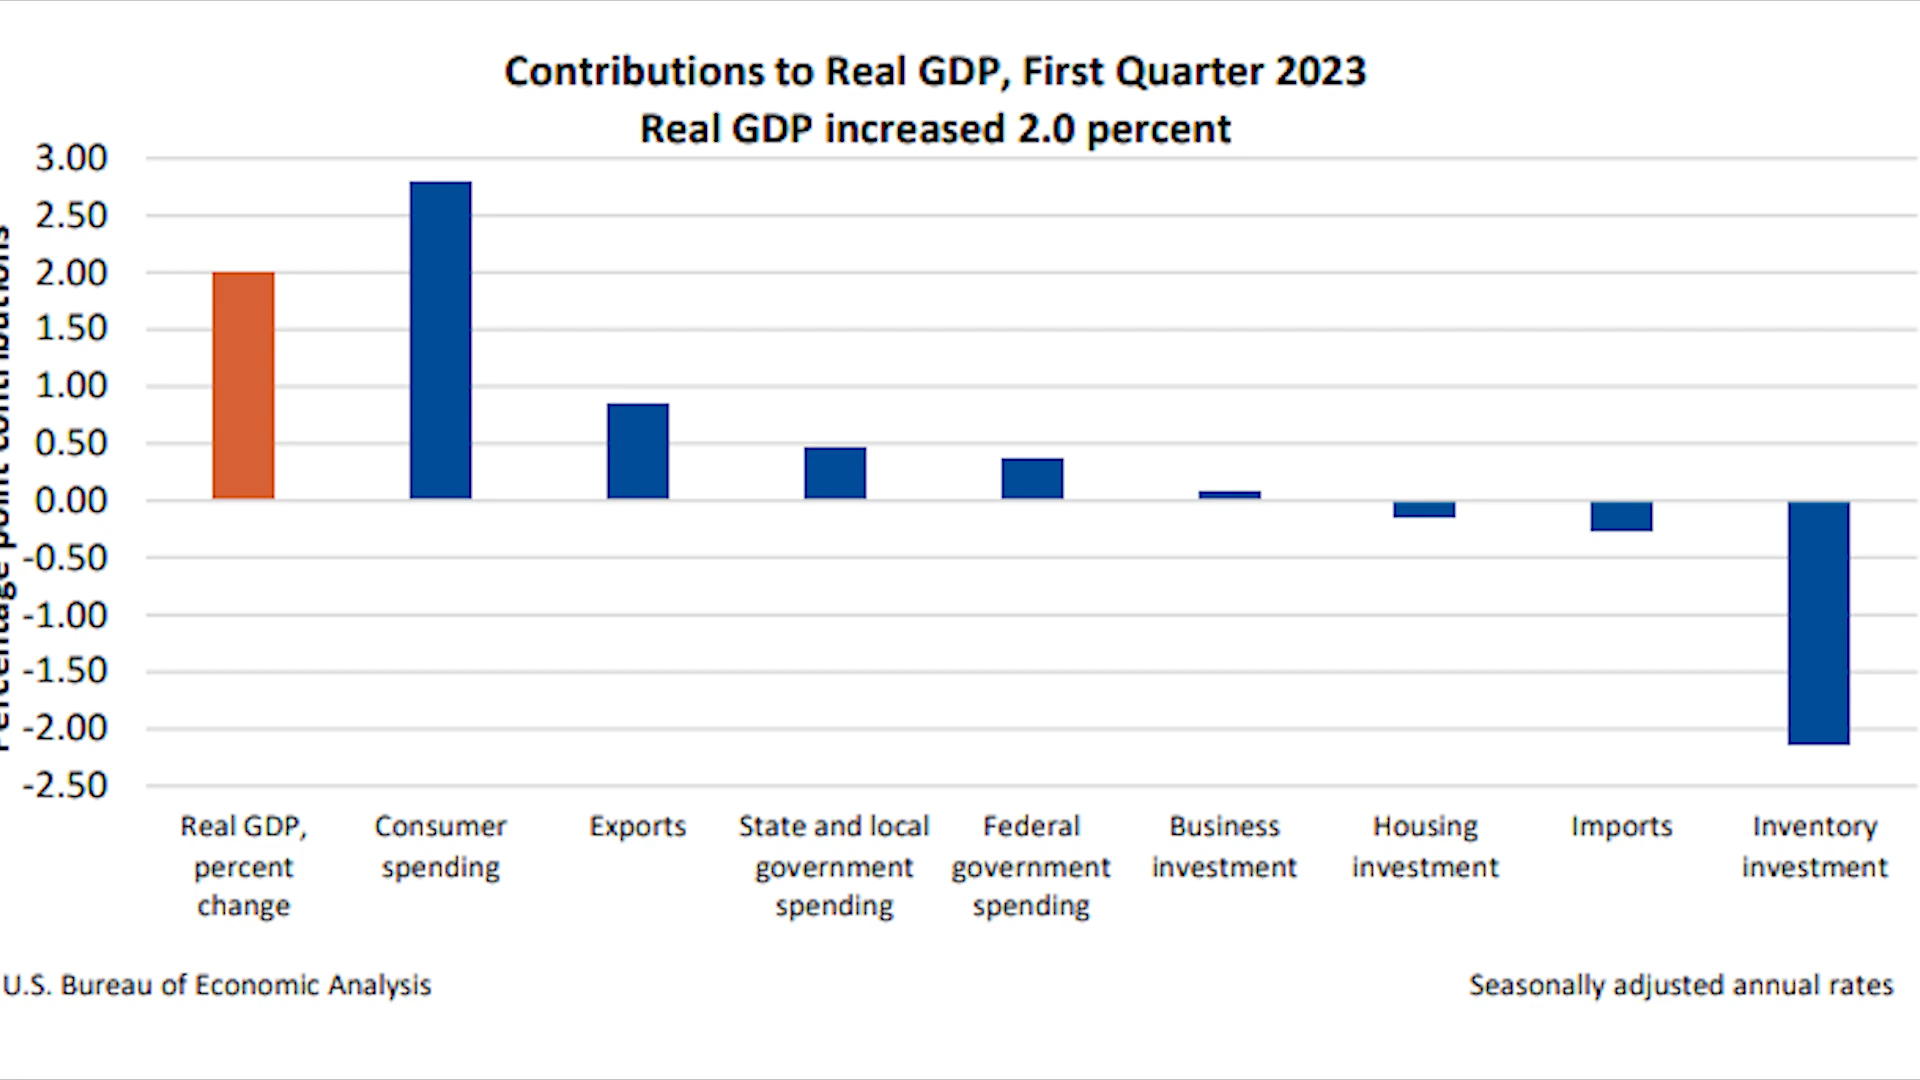 Contributions to Real GDP, First Quarter 2023
Real GDP increased 2.0 percent
Percentage point contributions
3.00
2.50
2.00
1.50
1.00
0.50
0.00
-0.50
-1.00
-1.50
-2.00
-2.50
Real GDP,
percent
change
Consumer
spending
Exports
State and local
government
spending
Federal
government
spending
Business
investment
Housing
investment
Imports
Inventory
investment
U.S. Bureau of Economic Analysis
Seasonally adjusted annual rates